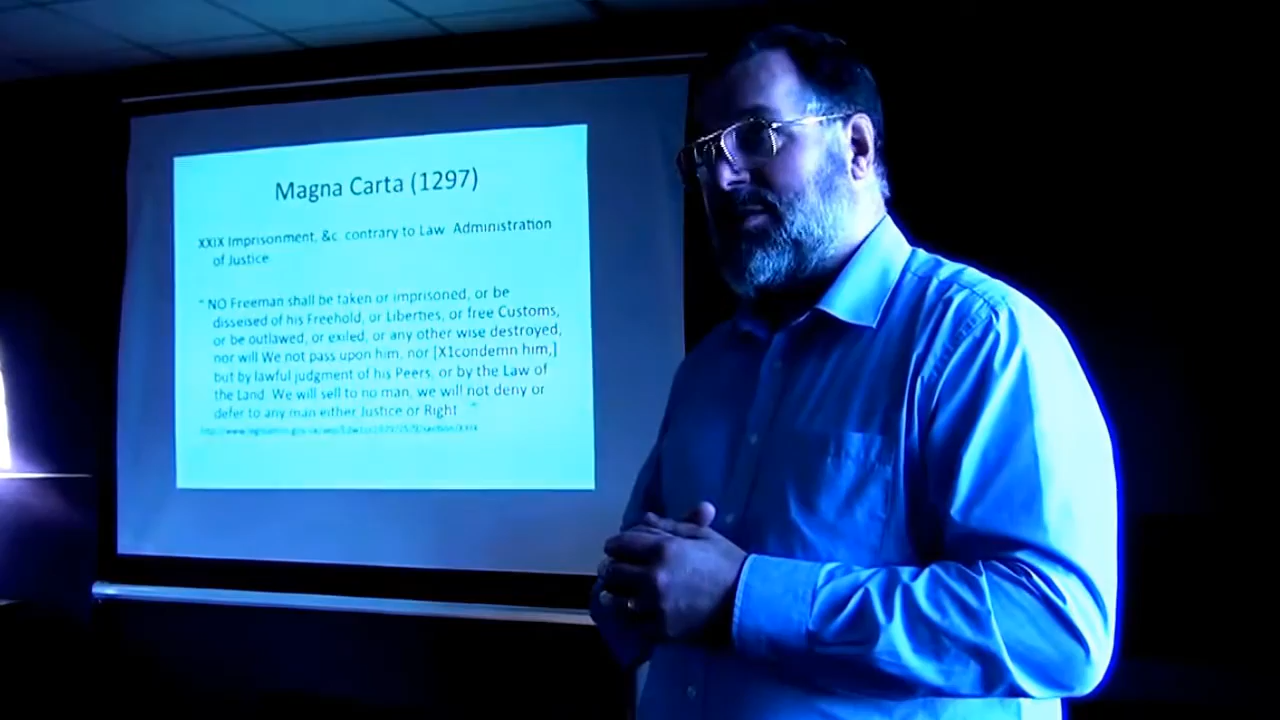 Magna Carta (1297)
XXIX Imprisonment, &c. contrary to Law. Administration
of Justice
" NO Freeman shall be taken or imprisoned, or be
disseised of his Freehold, or Liberties, or free Customs,
or be outlawed, or exiled, or any other wise destroyed,
nor will We not pass upon him, nor [X1condemn him,]
but by lawful judgment of his Peers, or by the Law of
the Land. We will sell to no man, we will not deny or
defer to any man either Justice or Right. "